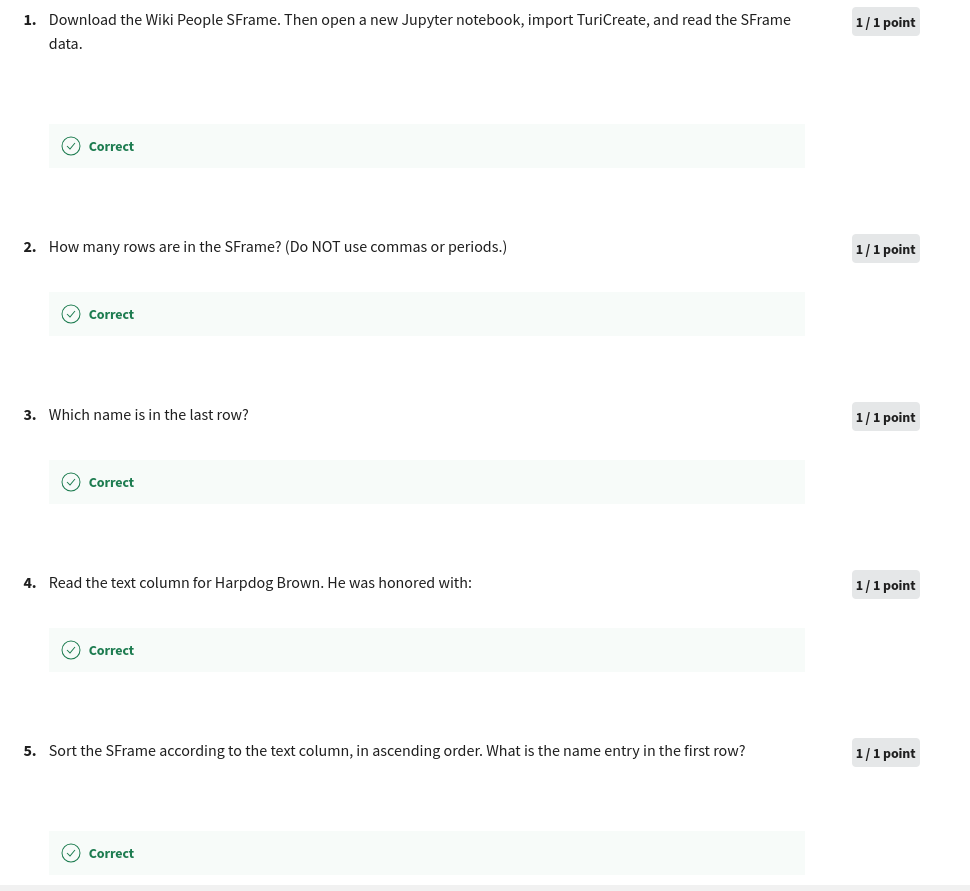 1. Download the Wiki People SFrame. Then open a new Jupyter notebook, import TuriCreate, and read the SFrame
data.
1 / 1 point
Correct
2. How many rows are in the SFrame? (Do NOT use commas or periods.)
1 / 1 point
Correct
3. Which name is in the last row?
1 / 1 point
Correct
4. Read the text column for Harpdog Brown. He was honored with:
1 / 1 point
Correct
5. Sort the SFrame according to the text column, in ascending order. What is the name entry in the first row?
1 / 1 point
Correct